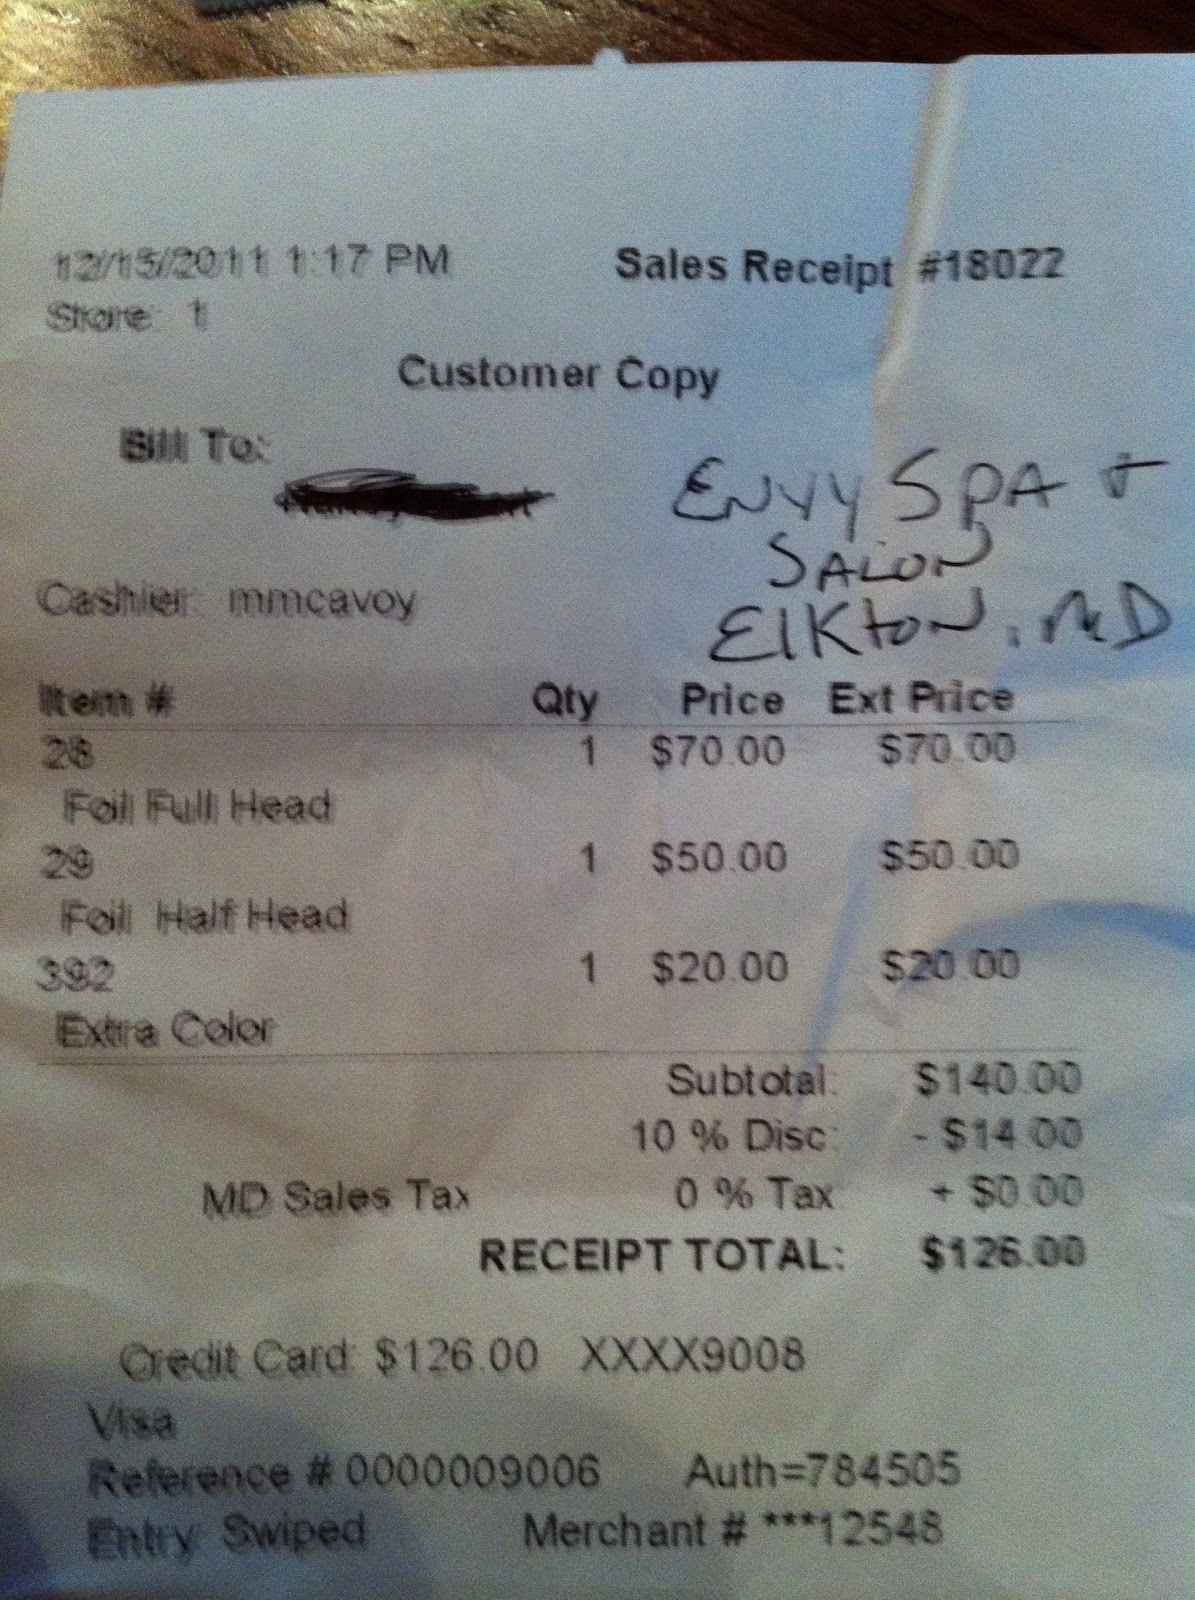 12/15/2011 1:17 PM Sales Receipt #18022
Store: 1
Customer Copy
Bill To:
Envy Spa +
Salon
Elkton, MD
Cashier: mmcavoy
Item # Qty Price Ext Price
28 1 $70.00 $70.00
Foil Full Head
29 1 $50.00 $50.00
Foil Half Head
392 1 $20.00 $20.00
Extra Color
Subtotal: $140.00
10 % Disc: - $14.00
MD Sales Tax 0 % Tax + $0.00
RECEIPT TOTAL: $126.00
Credit Card: $126.00 XXXX9008
Visa
Reference # 0000009006 Auth=784505
Entry Swiped Merchant # ***12548